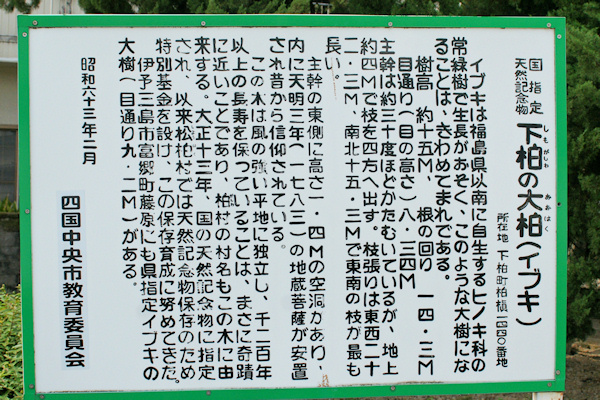 国指定
天然記念物
下柏の大柏(イブキ)
しもがしわ
おおはく
所在地 下柏町柏槇一四四〇番地
イブキは福島県以南に自生するヒノキ科の
常緑樹で生長がおそく、このような大樹にな
ることは、きわめてまれである。
樹高 約十五M、根の回り 一四・三M
目通り(目の高さ)八・三四M
主幹は約三十度ほどかたむいているが、地上
約四Mで枝を四方へ出す。枝張りは東西二十
二・三M、南北十五・三Mで東南の枝が最も
長い。
主幹の東側に高さ一・四Mの空洞があり、
内に天明三年(一七八三)の地蔵菩薩が安置
され昔から信仰されている。
この木は風の強い平地に独立し、千二百年
以上の長寿を保っていることは、まさに奇蹟
に近いことであり、柏村の村名もこの木に由
来する。大正十三年、国の天然記念物に指定
され、以来松柏村では天然記念物保存のため
特別基金を設け、この保存育成に努めてきだ。
伊予三島市富郷町藤原にも県指定イブキの
大樹(目通り九・二M)がある。
昭和六十三年二月
四国中央市教育委員会